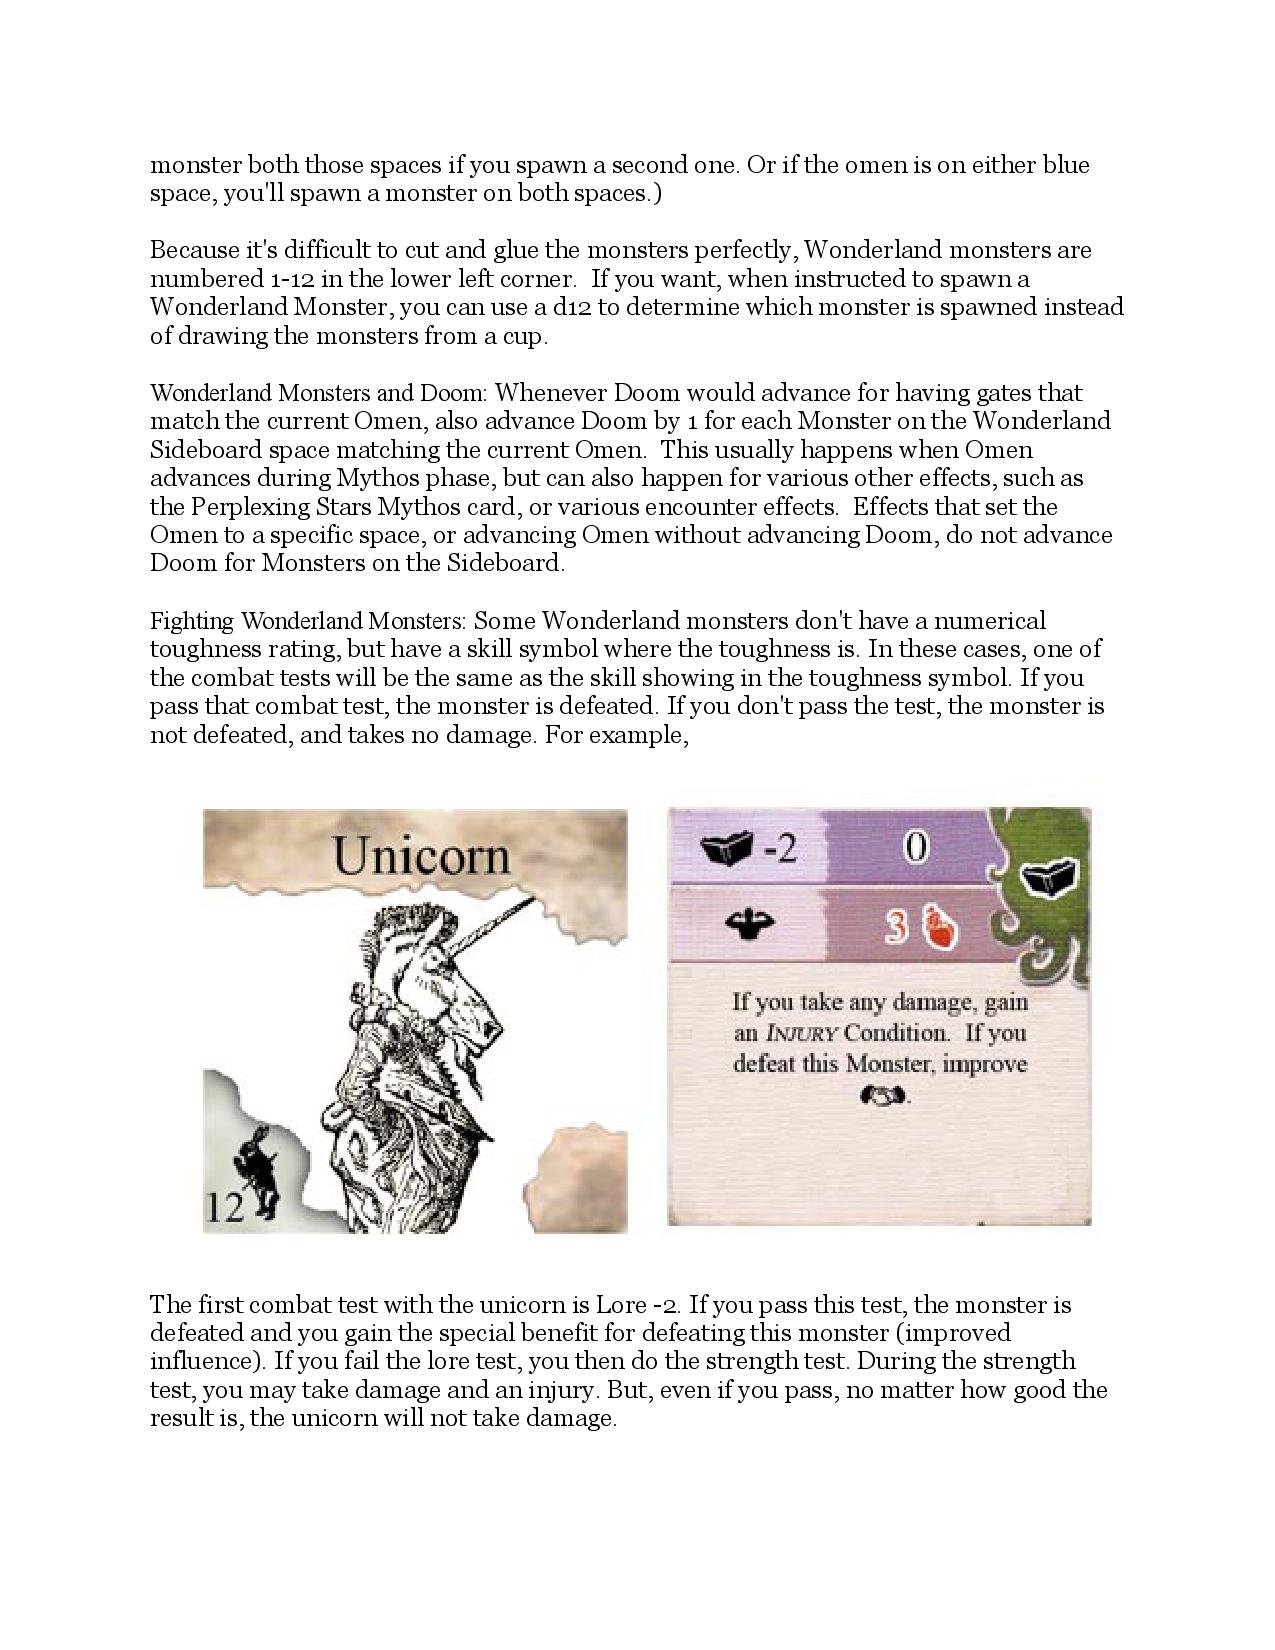 monster both those spaces if you spawn a second one. Or if the omen is on either blue
space, you'll spawn a monster on both spaces.)
Because it's difficult to cut and glue the monsters perfectly, Wonderland monsters are
numbered 1-12 in the lower left corner.  If you want, when instructed to spawn a
Wonderland Monster, you can use a d12 to determine which monster is spawned instead
of drawing the monsters from a cup.
Wonderland Monsters and Doom: Whenever Doom would advance for having gates that
match the current Omen, also advance Doom by 1 for each Monster on the Wonderland
Sideboard space matching the current Omen.  This usually happens when Omen
advances during Mythos phase, but can also happen for various other effects, such as
the Perplexing Stars Mythos card, or various encounter effects.  Effects that set the
Omen to a specific space, or advancing Omen without advancing Doom, do not advance
Doom for Monsters on the Sideboard.
Fighting Wonderland Monsters: Some Wonderland monsters don't have a numerical
toughness rating, but have a skill symbol where the toughness is. In these cases, one of
the combat tests will be the same as the skill showing in the toughness symbol. If you
pass that combat test, the monster is defeated. If you don't pass the test, the monster is
not defeated, and takes no damage. For example,
Unicorn
12
-2 0
3
If you take any damage, gain
an INJURY Condition.  If you
defeat this Monster, improve
.
The first combat test with the unicorn is Lore -2. If you pass this test, the monster is
defeated and you gain the special benefit for defeating this monster (improved
influence). If you fail the lore test, you then do the strength test. During the strength
test, you may take damage and an injury. But, even if you pass, no matter how good the
result is, the unicorn will not take damage.